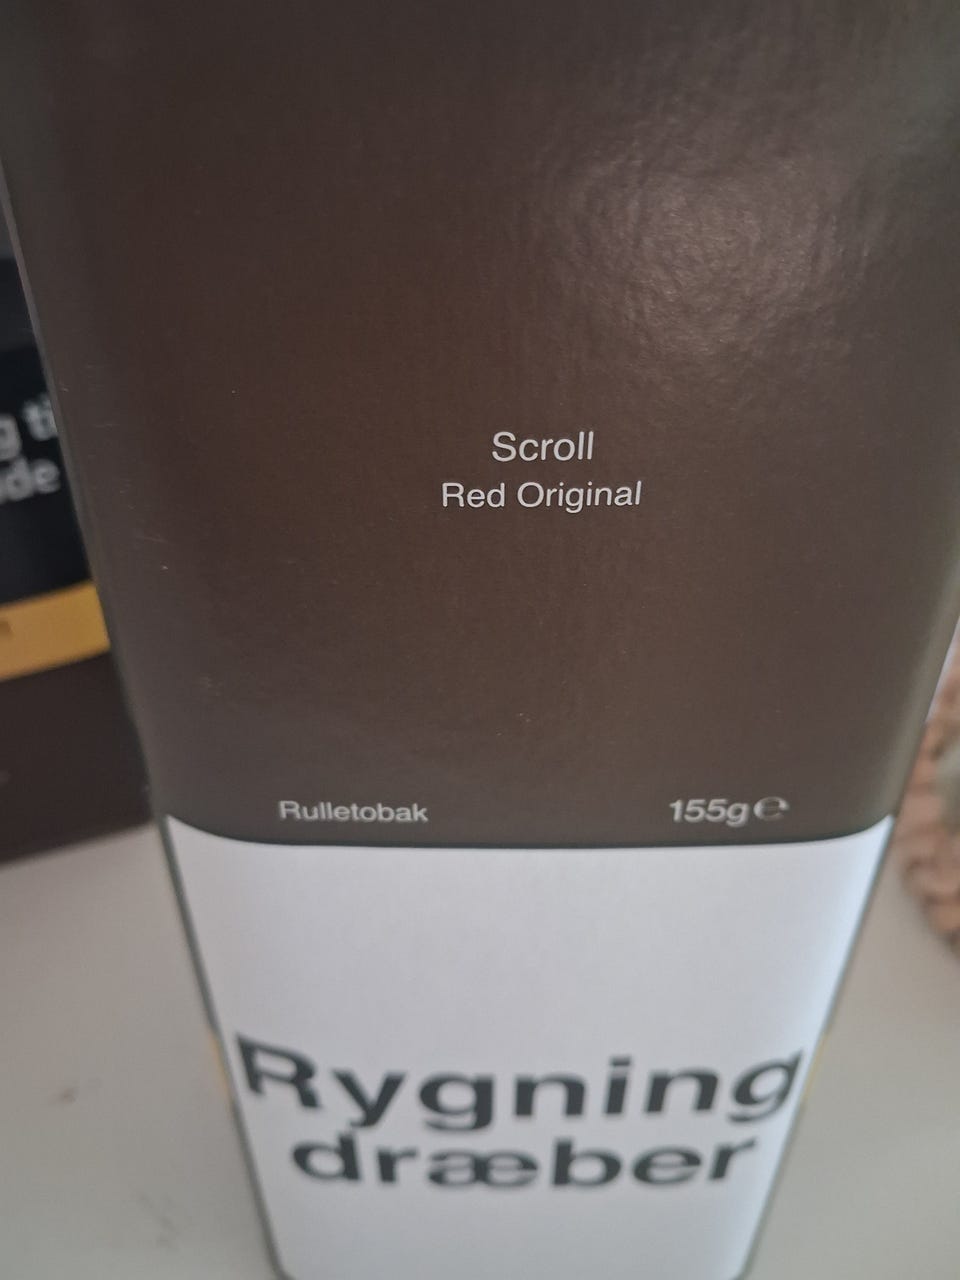 Scroll
Red Original
Rulletobak 155g ℮
Rygning
dræber